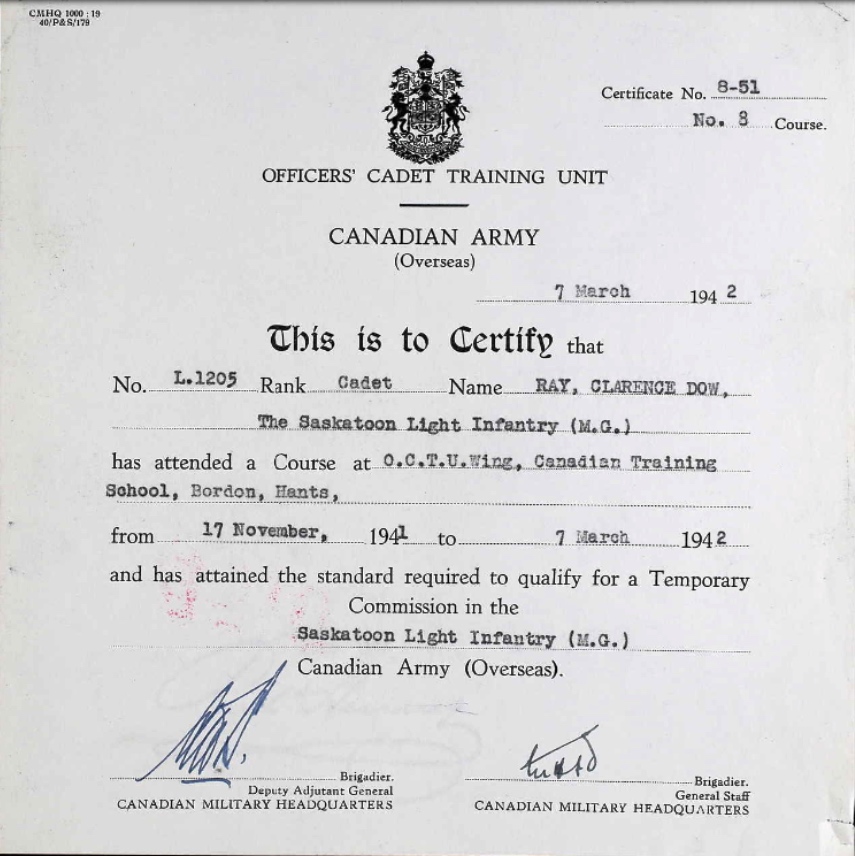 CMHQ 1000 : 19
40/P&S/179
Certificate No. 8-51
No. 8 Course.
OFFICERS' CADET TRAINING UNIT
CANADIAN ARMY
(Overseas)
7 March 1942
This is to Certify that
No. L.1205 Rank Cadet Name RAY, CLARENCE DOW,
The Saskatoon Light Infantry (M.G.)
has attended a Course at O.C.T.U.Wing, Canadian Training
School, Bordon, Hants,
from 17 November, 1941 to 7 March 1942
and has attained the standard required to qualify for a Temporary
Commission in the
Saskatoon Light Infantry (M.G.)
Canadian Army (Overseas).
Brigadier.
Deputy Adjutant General
CANADIAN MILITARY HEADQUARTERS
Brigadier.
General Staff
CANADIAN MILITARY HEADQUARTERS